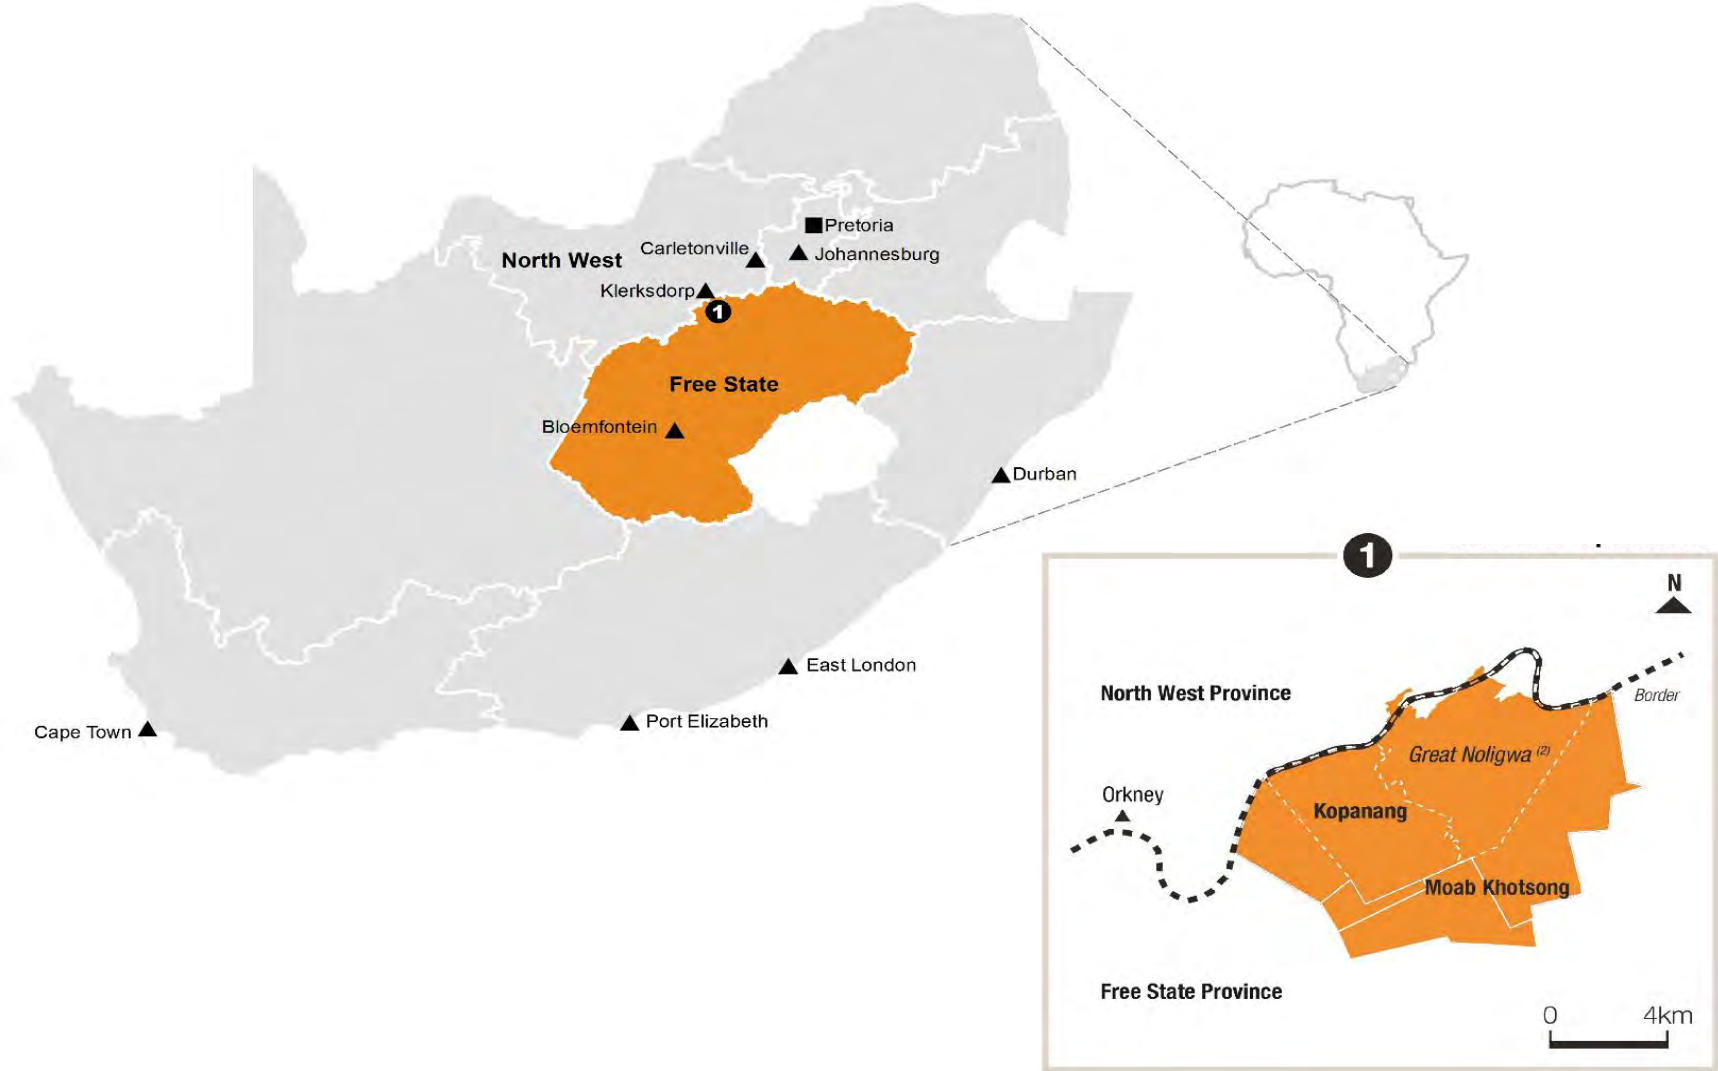 Pretoria
Carletonville
Johannesburg
North West
Klerksdorp
1
Free State
Bloemfontein
Durban
East London
Port Elizabeth
Cape Town
1
N
North West Province
Border
Great Noligwa (2)
Orkney
Kopanang
Moab Khotsong
Free State Province
0 4km